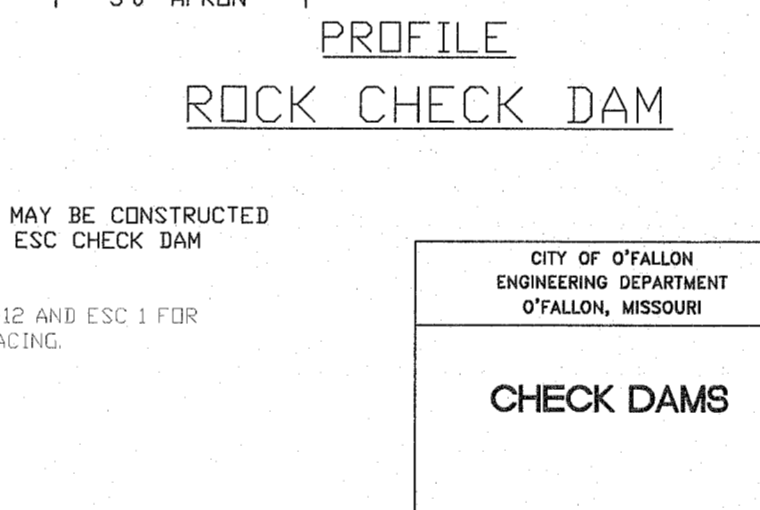 APRON
PROFILE
ROCK CHECK DAM
MAY BE CONSTRUCTED
ESC CHECK DAM
12 AND ESC 1 FOR
ACING.
CITY OF O'FALLON
ENGINEERING DEPARTMENT
O'FALLON, MISSOURI
CHECK DAMS